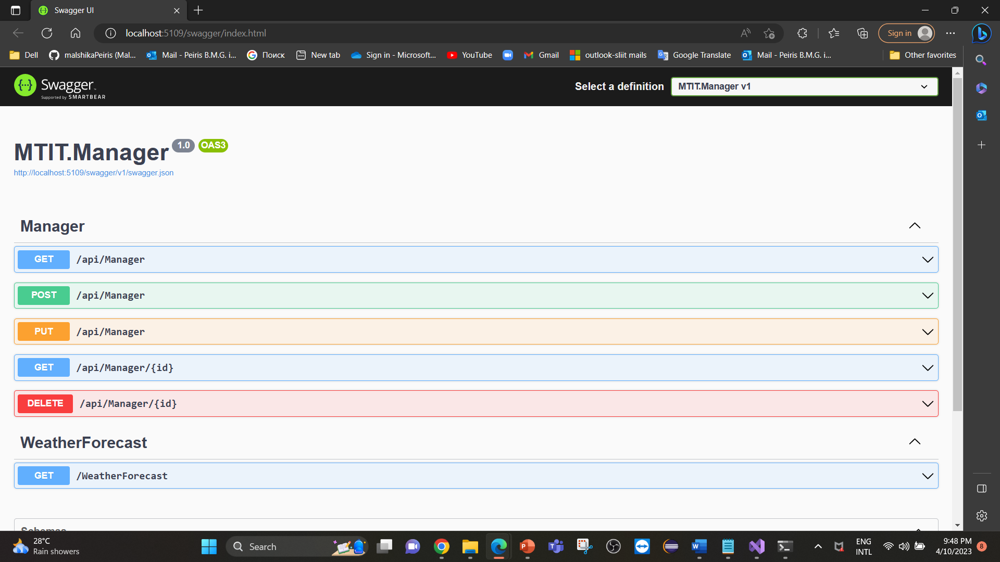 Swagger UI
localhost:5109/swagger/index.html
Sign in
Dell
malshikaPeiris (Mal...
Mail - Peiris B.M.G. i...
Поиск
New tab
Sign in - Microsoft...
YouTube
Gmail
outlook-sliit mails
Google Translate
Mail - Peiris B.M.G. i...
Other favorites
Swagger
Supported by SMARTBEAR
Select a definition
MTIT.Manager v1
MTIT.Manager 1.0 OAS3
http://localhost:5109/swagger/v1/swagger.json
Manager
GET /api/Manager
POST /api/Manager
PUT /api/Manager
GET /api/Manager/{id}
DELETE /api/Manager/{id}
WeatherForecast
GET /WeatherForecast
Schemas
28°C
Rain showers
Search
ENG
INTL
9:48 PM
4/10/2023
8